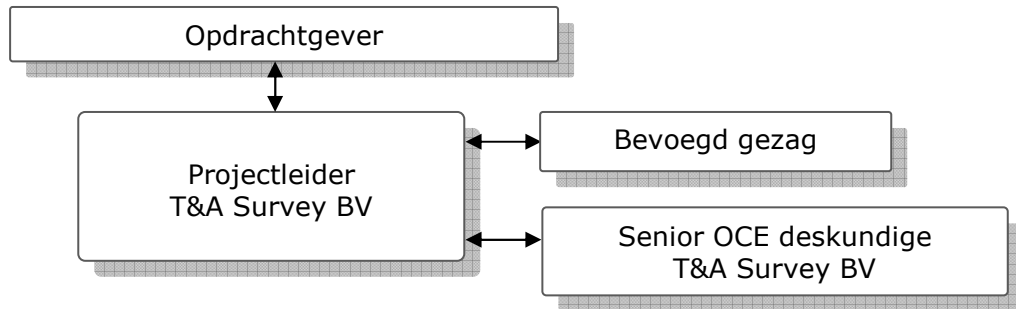 Opdrachtgever
Projectleider
T&A Survey BV
Bevoegd gezag
Senior OCE deskundige
T&A Survey BV